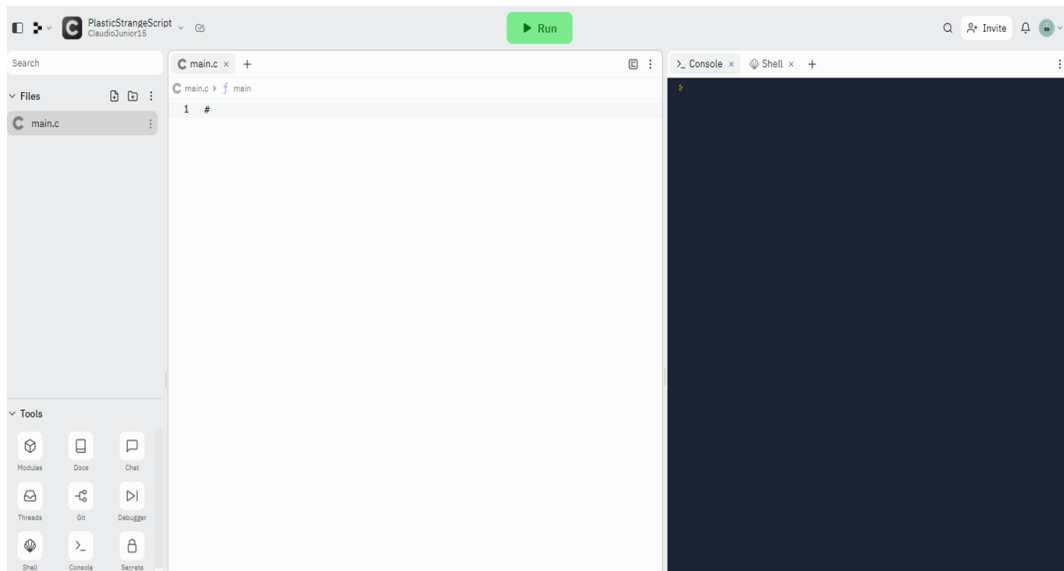 PlasticStrangeScript
ClaudioJunior15
Run
Invite
Search
Files
main.c
main.c × +
main.c > f main
1 #
>_ Console × Shell × +
Tools
Modules Docs Chat
Threads Git Debugger
Shell Console Secrets